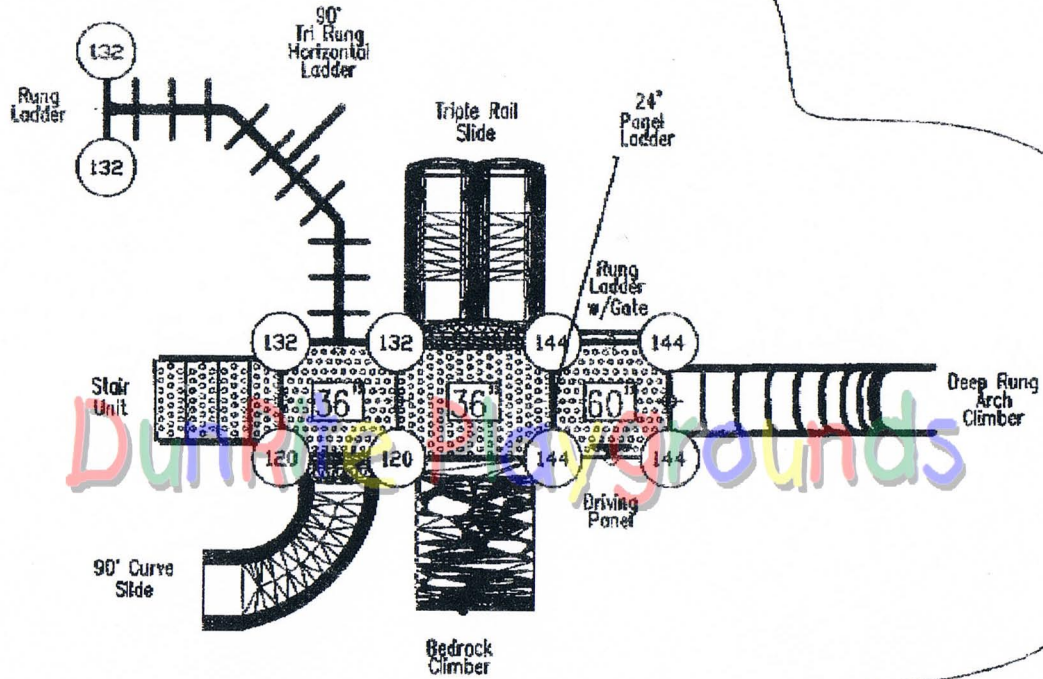 90°
Tri Rung
Horizontal
Ladder
132
Rung
Ladder
132
Triple Rail
Slide
24"
Pagel
Ladder
Rung
Ladder
w/Gate
132
132
144
144
Stair
Unit
36"
36"
60"
Deep Rung
Arch
Climber
DunRite Playgrounds
120
120
144
144
Driving
Panel
90° Curve
Slide
Bedrock
Climber